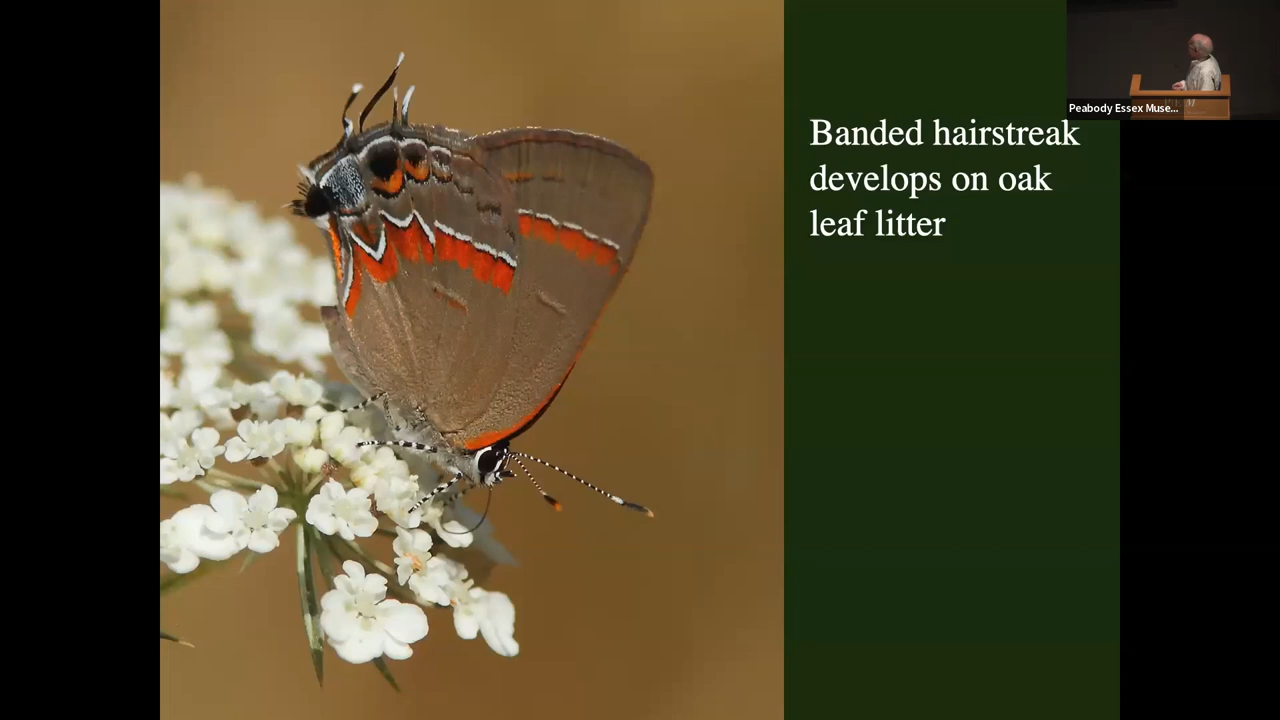 Banded hairstreak
develops on oak
leaf litter
Peabody Essex Muse...